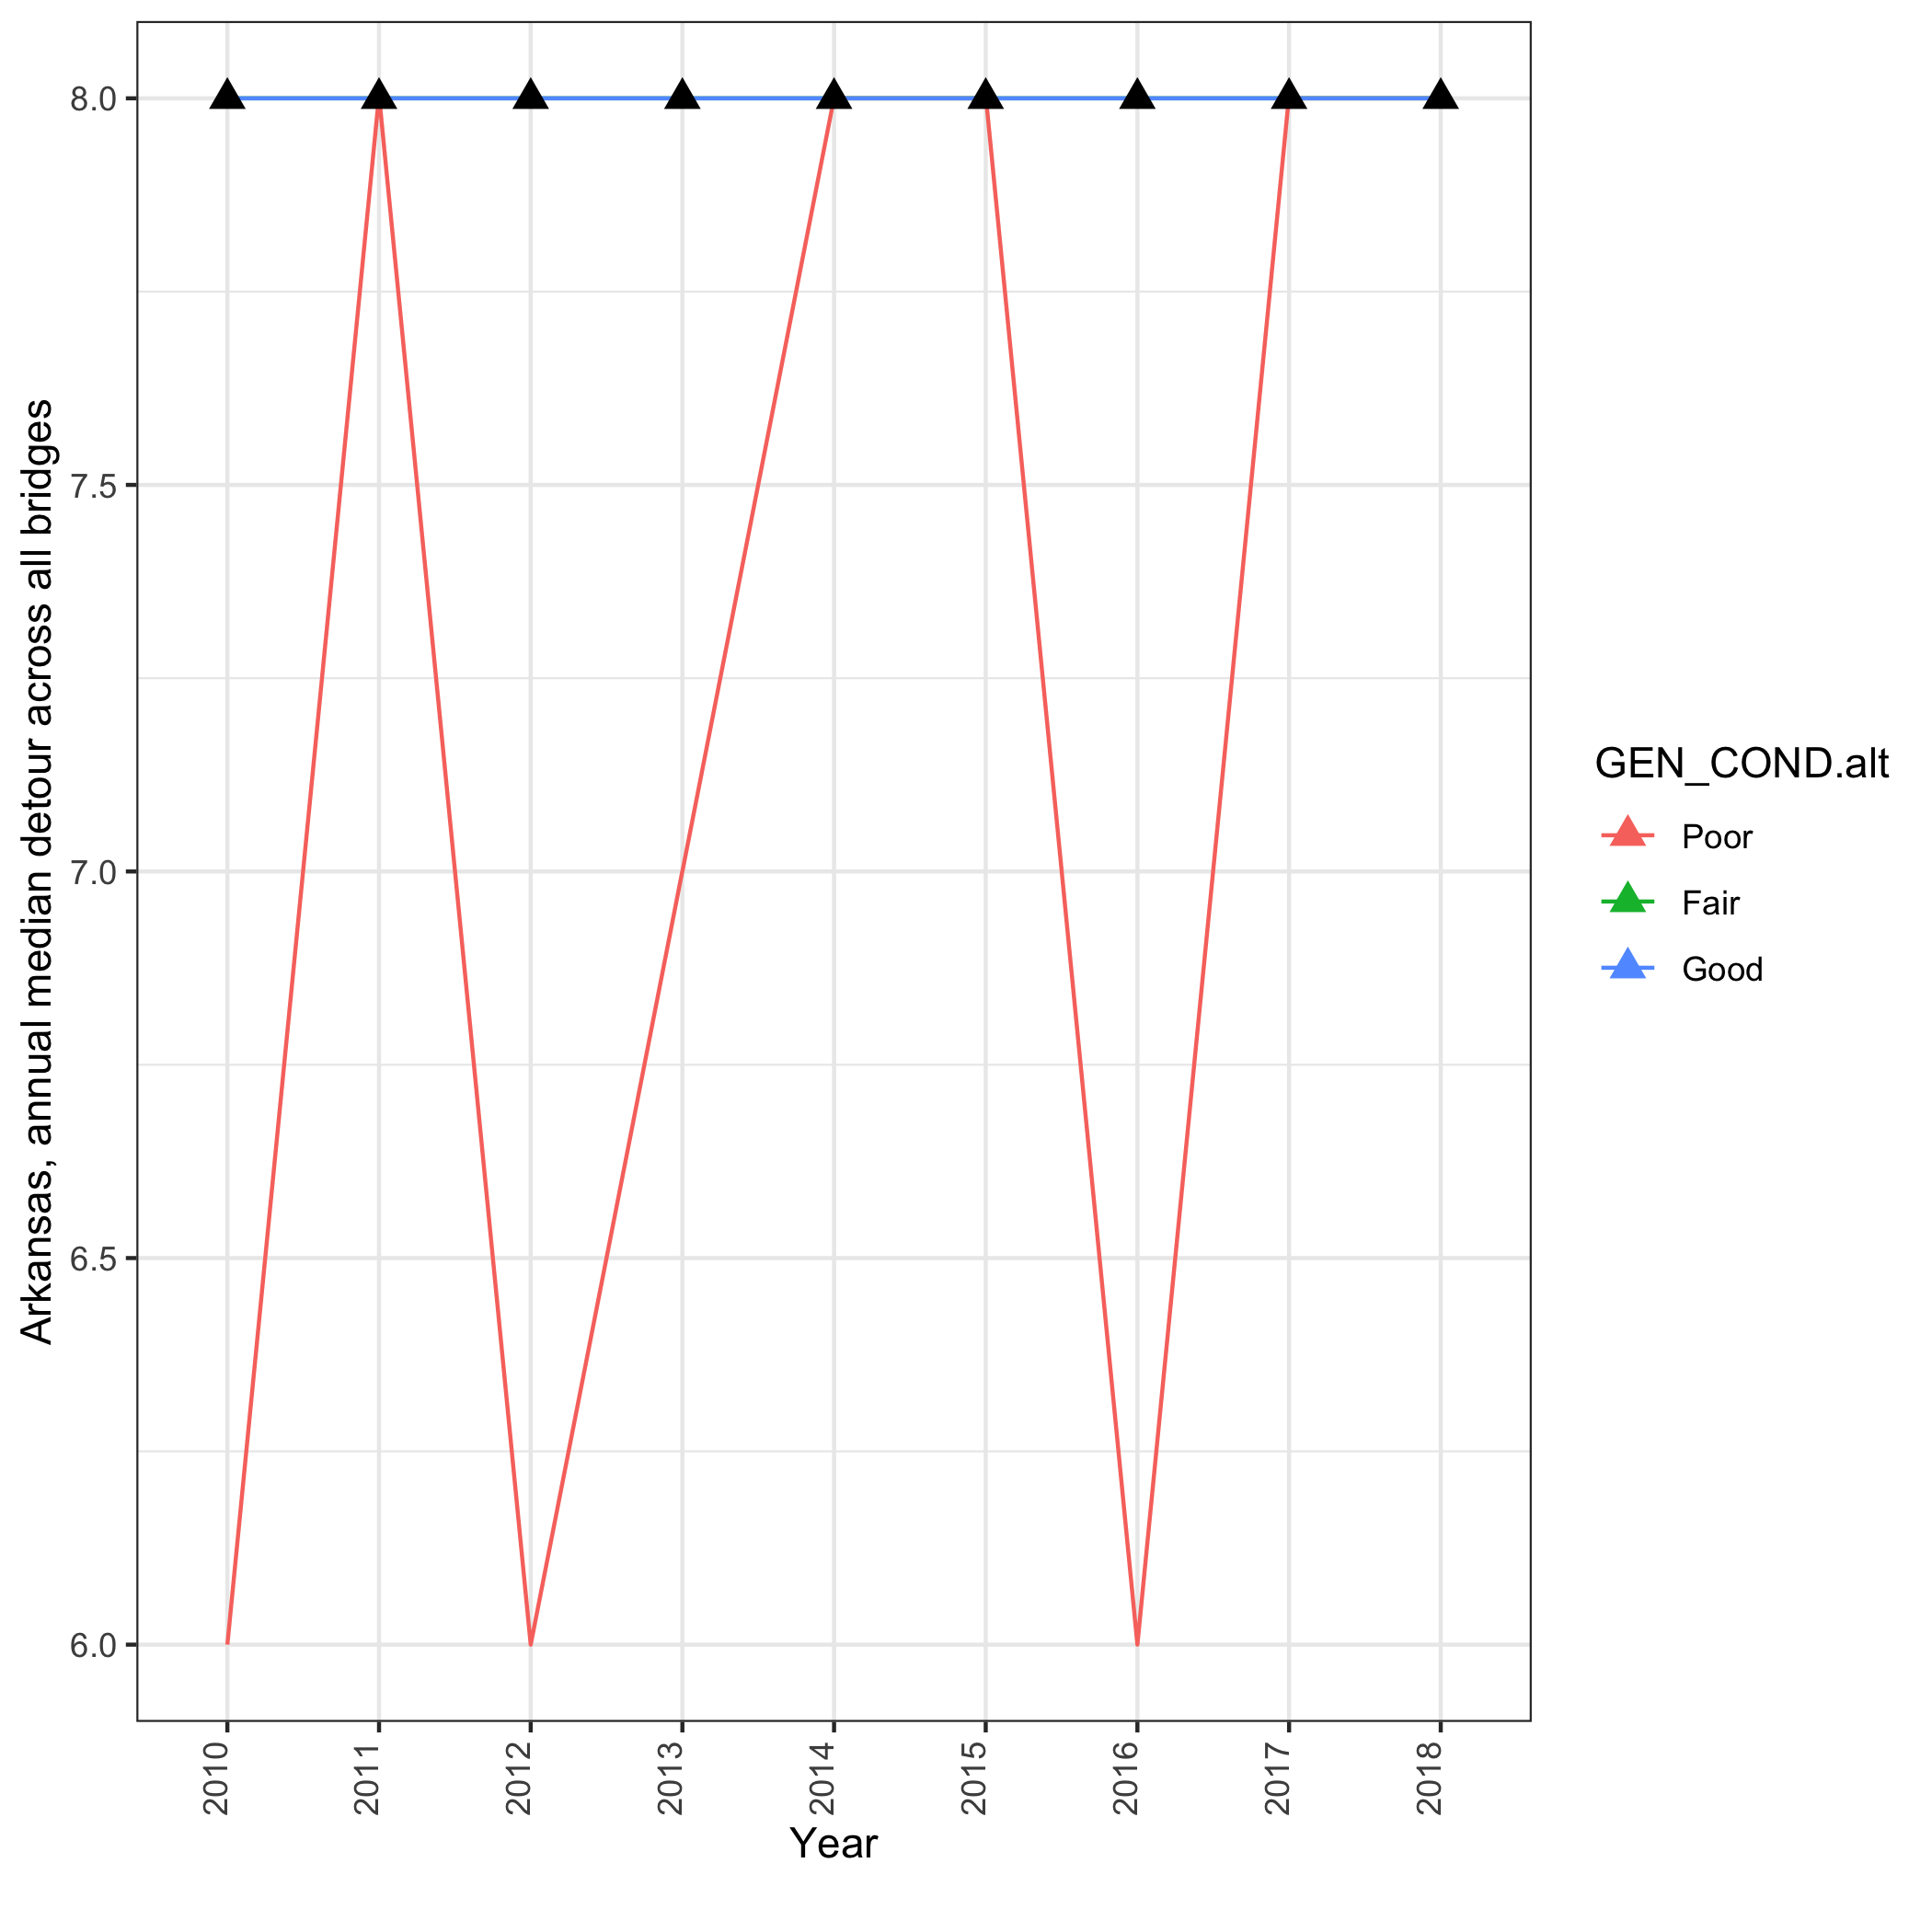 Arkansas, annual median detour across all bridges
8.0
7.5
7.0
6.5
6.0
2010
2011
2012
2013
2014
2015
2016
2017
2018
Year
GEN_COND.alt
Poor
Fair
Good